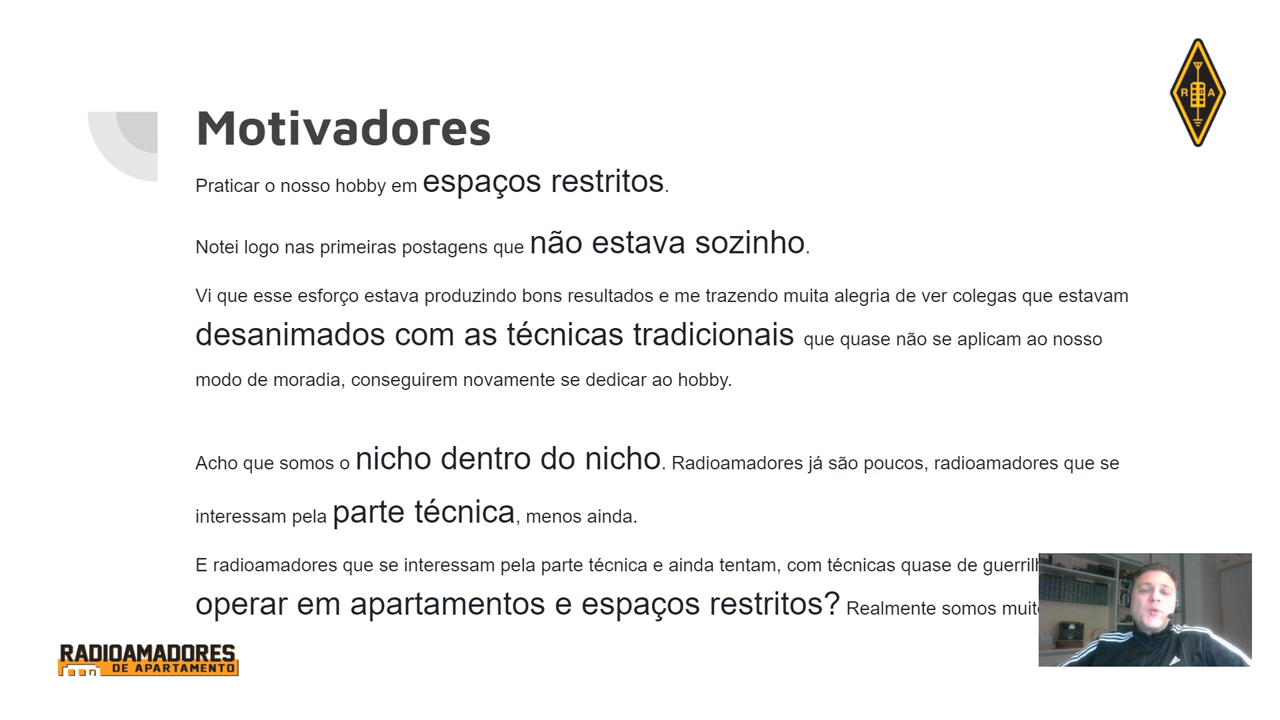 Motivadores
Praticar o nosso hobby em espaços restritos.
Notei logo nas primeiras postagens que não estava sozinho.
Vi que esse esforço estava produzindo bons resultados e me trazendo muita alegria de ver colegas que estavam
desanimados com as técnicas tradicionais que quase não se aplicam ao nosso
modo de moradia, conseguirem novamente se dedicar ao hobby.
Acho que somos o nicho dentro do nicho. Radioamadores já são poucos, radioamadores que se
interessam pela parte técnica, menos ainda.
E radioamadores que se interessam pela parte técnica e ainda tentam, com técnicas quase de
operar em apartamentos e espaços restritos? Realmente somos
RADIOAMADORES
DE APARTAMENTO
R A
adidas